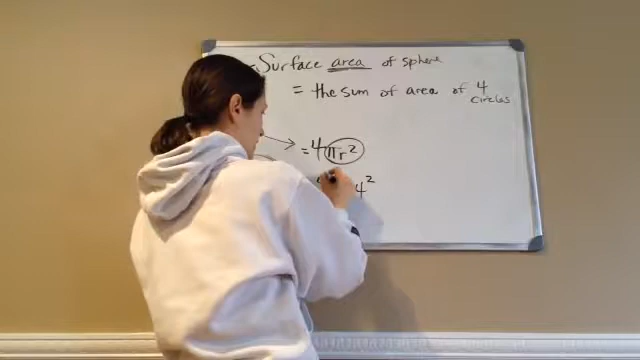 Surface area of sphere
= the sum of area of 4
circles
= 4πr²
4²